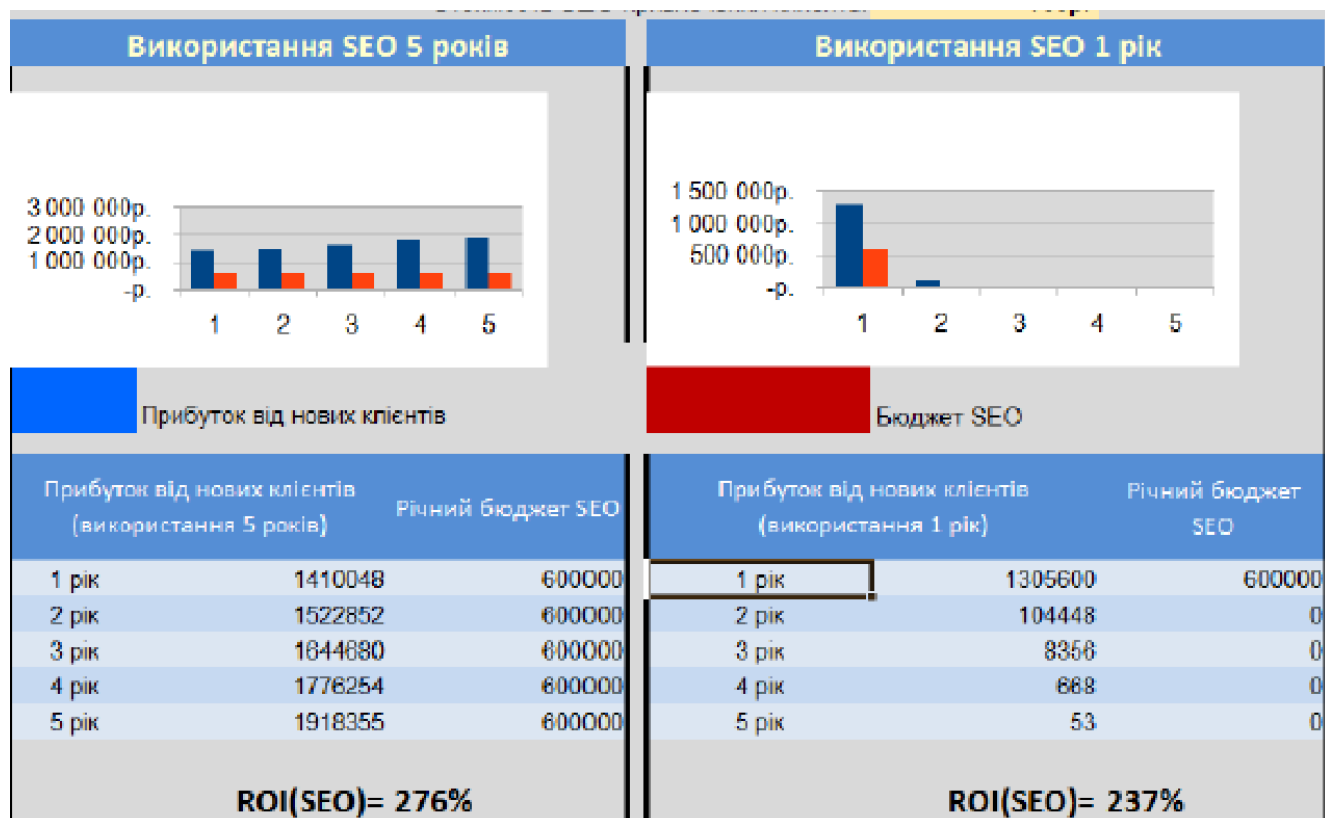 Використання SEO 5 років
Використання SEO 1 рік
3 000 000р.
2 000 000р.
1 000 000р.
-р.
1 2 3 4 5
1 500 000р.
1 000 000р.
500 000р.
-р.
1 2 3 4 5
Прибуток від нових клієнтів
Бюджет SEO
Прибуток від нових клієнтів
(використання 5 років)
Річний бюджет SEO
1 рік 1410048 600000
2 рік 1522852 600000
3 рік 1644680 600000
4 рік 1776254 600000
5 рік 1918355 600000
ROI(SEO)= 276%
Прибуток від нових клієнтів
(використання 1 рік)
Річний бюджет
SEO
1 рік 1305600 600000
2 рік 104448 0
3 рік 8356 0
4 рік 668 0
5 рік 53 0
ROI(SEO)= 237%